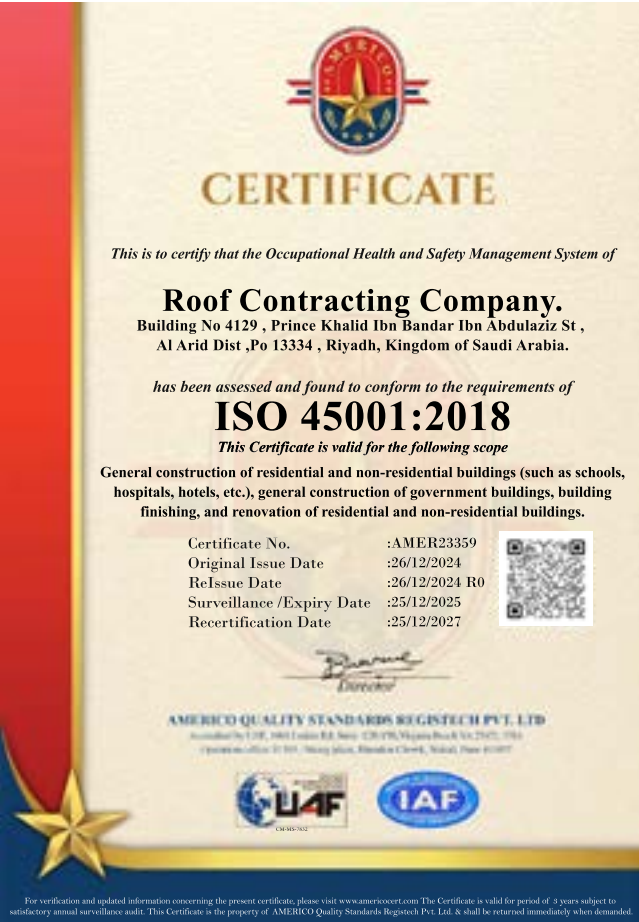 AMERICO
CERTIFICATE
This is to certify that the Occupational Health and Safety Management System of
Roof Contracting Company.
Building No 4129 , Prince Khalid Ibn Bandar Ibn Abdulaziz St ,
Al Arid Dist ,Po 13334 , Riyadh, Kingdom of Saudi Arabia.
has been assessed and found to conform to the requirements of
ISO 45001:2018
This Certificate is valid for the following scope
General construction of residential and non-residential buildings (such as schools,
hospitals, hotels, etc.), general construction of government buildings, building
finishing, and renovation of residential and non-residential buildings.
Certificate No. :AMER23359
Original Issue Date :26/12/2024
ReIssue Date :26/12/2024 R0
Surveillance /Expiry Date :25/12/2025
Recertification Date :25/12/2027
Director
AMERICO QUALITY STANDARDS REGISTECH PVT. LTD
Accredited by UAF,
UAF
CM-MS-7832
IAF
For verification and updated information concerning the present certificate, please visit www.americocert.com The Certificate is valid for period of 3 years subject to
satisfactory annual surveillance audit. This Certificate is the property of AMERICO Quality Standards Registech Pvt. Ltd. & shall be returned immediately when demanded.